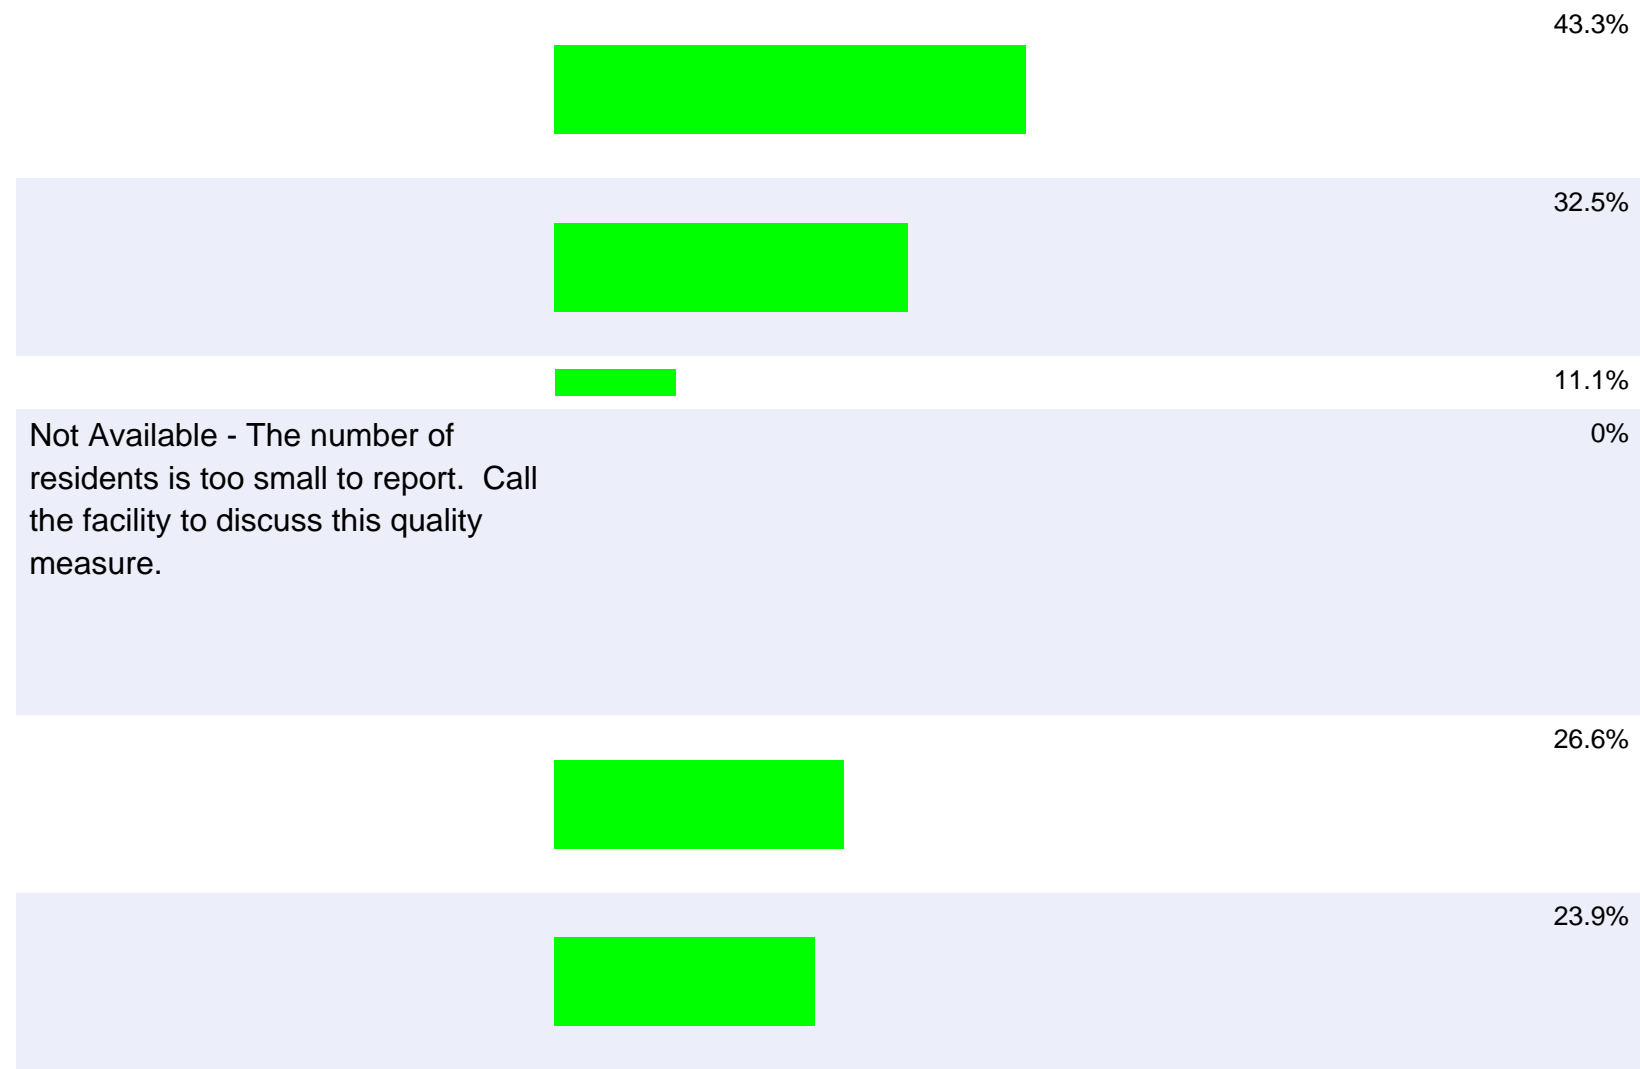 43.3%
32.5%
11.1%
Not Available - The number of
residents is too small to report.  Call
the facility to discuss this quality
measure.
0%
26.6%
23.9%